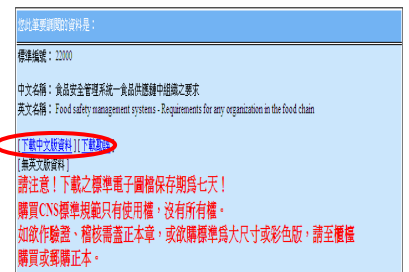 您此筆要調閱的資料是：
標準編號： 22000
中文名稱： 食品安全管理系統－食品供應鏈中組織之要求
英文名稱： Food safety management systems - Requirements for any organization in the food chain
[下載中文版資料] [下載勘誤]
[無英文版資料]
請注意！下載之標準電子圖檔保存期為七天！
購買CNS標準規範只有使用權，沒有所有權。
如欲作驗證、稽核需蓋正本章，或欲購標準為大尺寸或彩色版，請至櫃檯
購買或郵購正本。